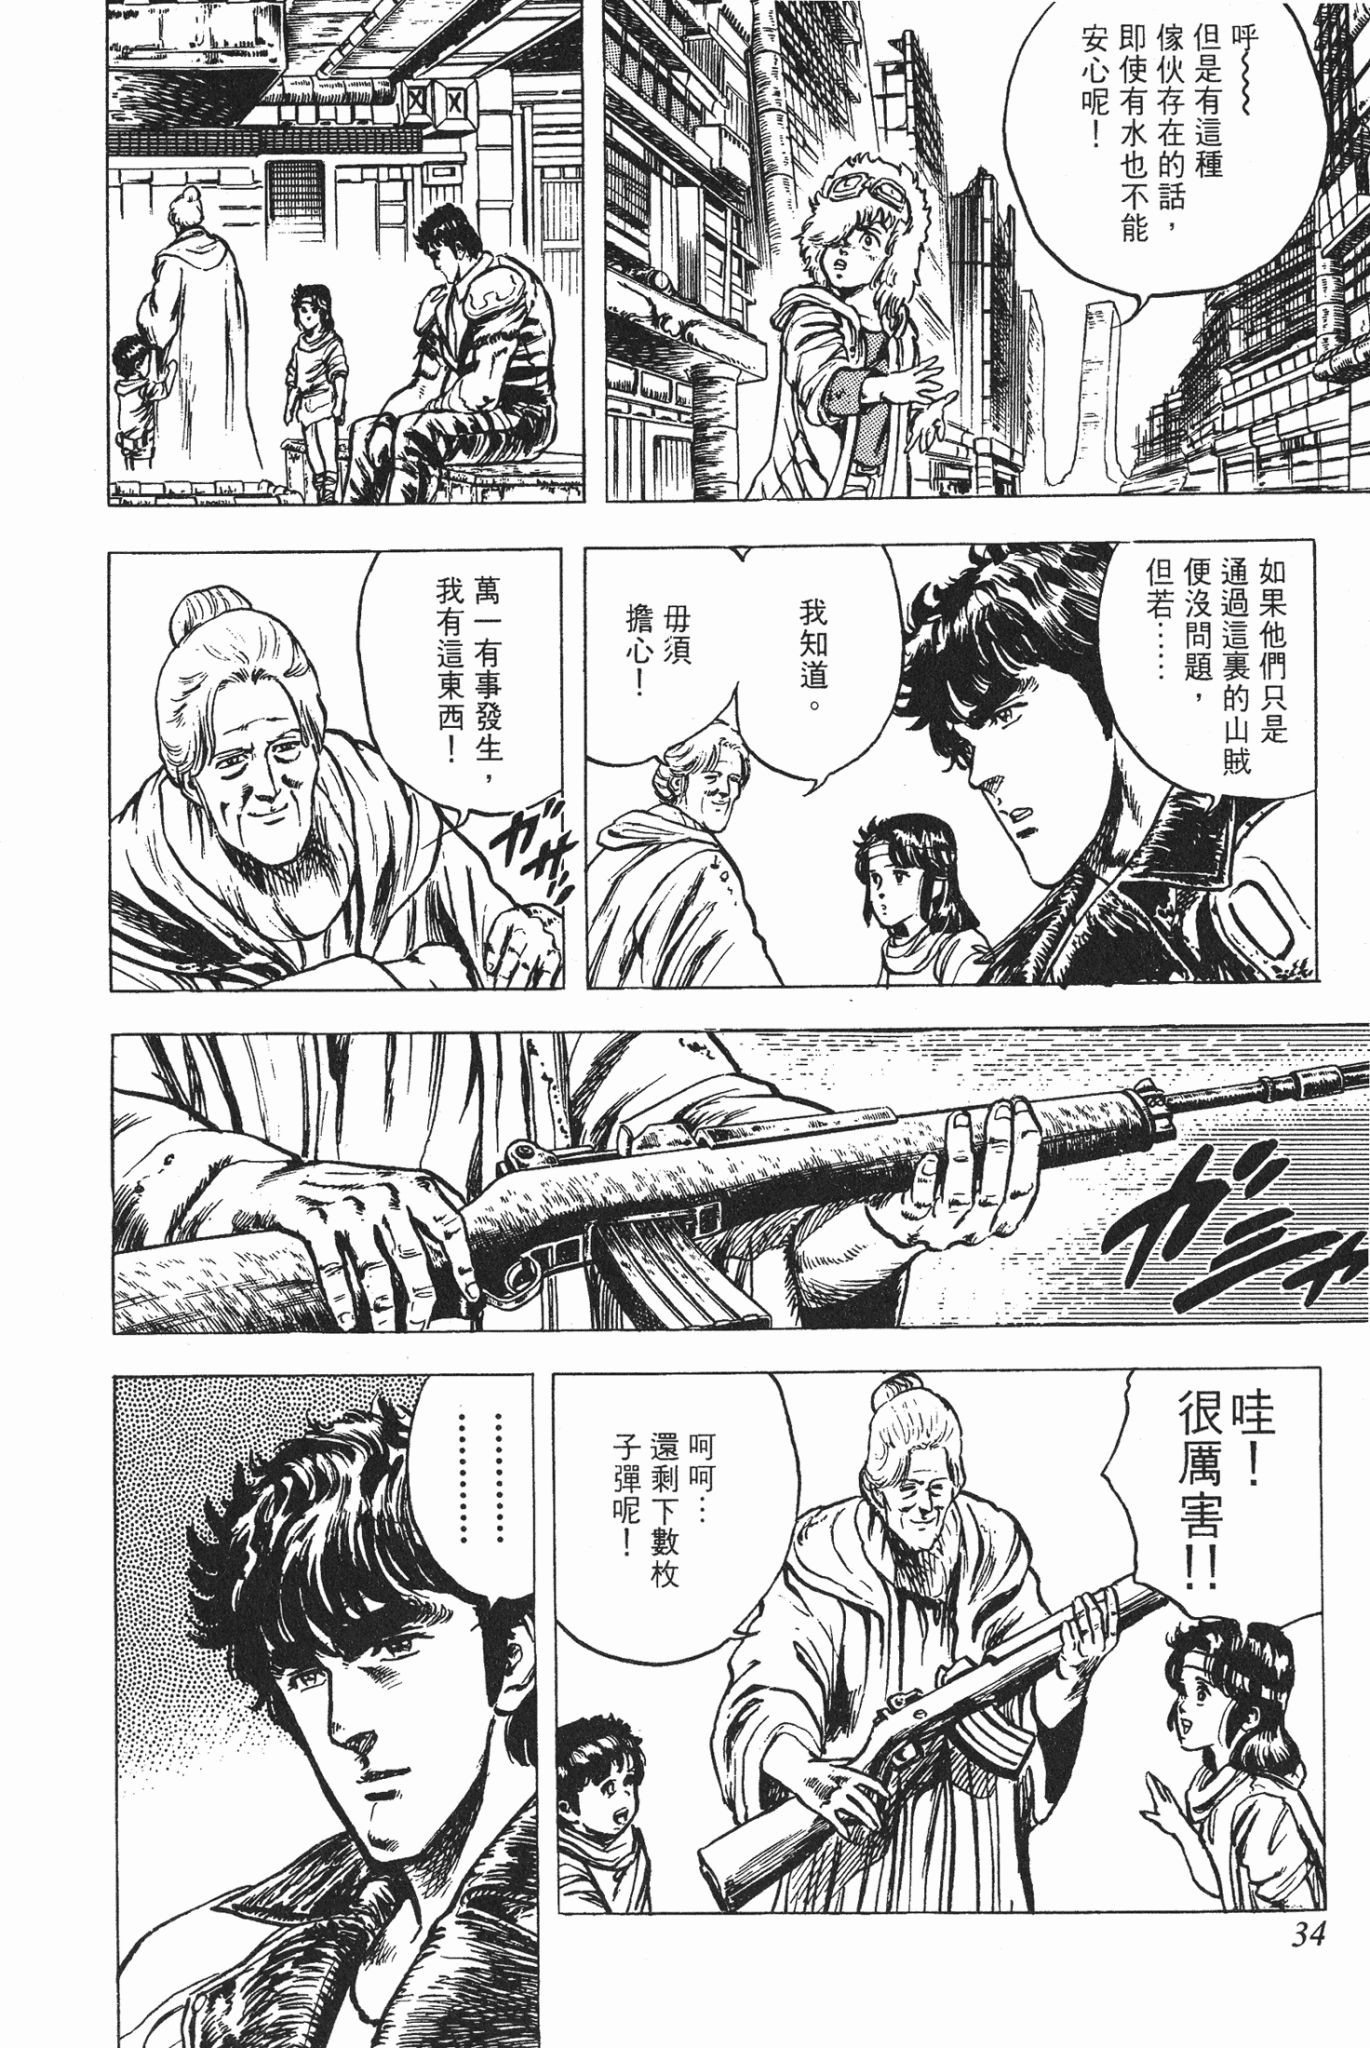 呼～～
但是有這種
傢伙存在的話，
即使有水也不能
安心呢！
如果他們只是
通過這裏的山賊
便沒問題，
但若……
我知道。
毋須
擔心！
萬一有事發生，
我有這東西！
ガサ
ガシャ
哇！
很厲害!!
呵呵…
還剩下數枚
子彈呢！
…………
…………
34